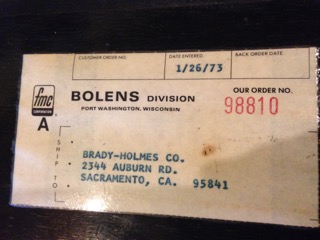 CUSTOMER ORDER NO. DATE ENTERED BACK ORDER DATE
1/26/73
fmc CORPORATION
BOLENS DIVISION OUR ORDER NO.
PORT WASHINGTON, WISCONSIN 98810
A
SHIP TO
BRADY-HOLMES CO.
2344 AUBURN RD.
SACRAMENTO, CA. 95841